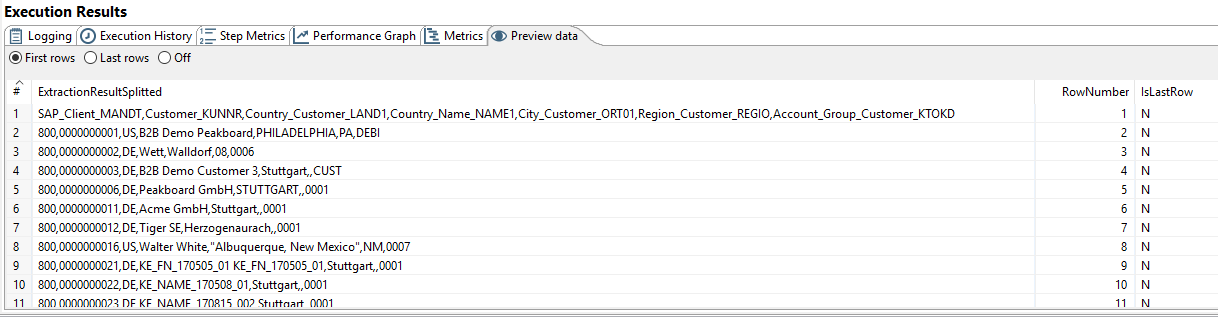 Execution Results
Logging Execution History Step Metrics Performance Graph Metrics Preview data
First rows Last rows Off
# ExtractionResultSplitted RowNumber IsLastRow
1 SAP_Client_MANDT,Customer_KUNNR,Country_Customer_LAND1,Country_Name_NAME1,City_Customer_ORT01,Region_Customer_REGIO,Account_Group_Customer_KTOKD 1 N
2 800,0000000001,US,B2B Demo Peakboard,PHILADELPHIA,PA,DEBI 2 N
3 800,0000000002,DE,Wett,Walldorf,08,0006 3 N
4 800,0000000003,DE,B2B Demo Customer 3,Stuttgart,,CUST 4 N
5 800,0000000006,DE,Peakboard GmbH,STUTTGART,,0001 5 N
6 800,0000000011,DE,Acme GmbH,Stuttgart,,0001 6 N
7 800,0000000012,DE,Tiger SE,Herzogenaurach,,0001 7 N
8 800,0000000016,US,Walter White,"Albuquerque, New Mexico",NM,0007 8 N
9 800,0000000021,DE,KE_FN_170505_01 KE_FN_170505_01,Stuttgart,,0001 9 N
10 800,0000000022,DE,KE_NAME_170508_01,Stuttgart,,0001 10 N
11 800,0000000023,DE,KE_NAME_170815_002,Stuttgart,,0001 11 N